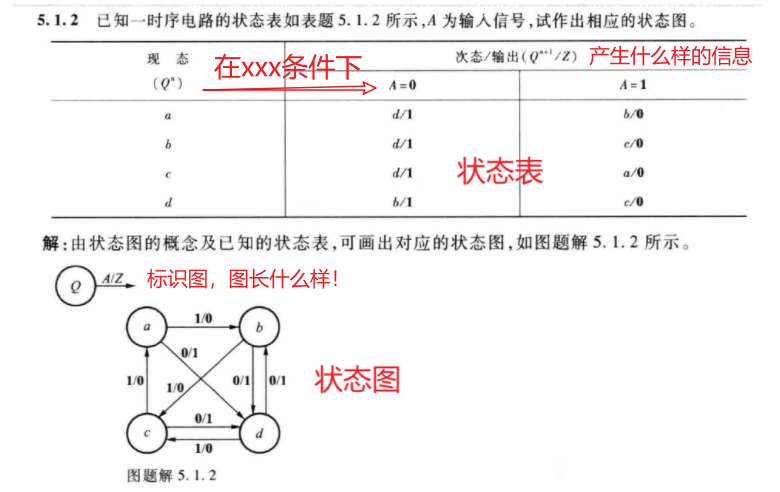 5.1.2 已知一时序电路的状态表如表题 5.1.2 所示,A 为输入信号,试作出相应的状态图。
现 态
(Qⁿ)
在xxx条件下
次态/输出(Qⁿ⁺¹/Z)
产生什么样的信息
A=0
A=1
a d/1 b/0
b d/1 c/0
c d/1 a/0
d b/1 c/0
状态表
解:由状态图的概念及已知的状态表,可画出对应的状态图,如图题解 5.1.2 所示。
Q
A/Z
标识图，图长什么样！
a
1/0
b
0/1
1/0
1/0
0/1
0/1
状态图
c
0/1
d
1/0
图题解 5.1.2